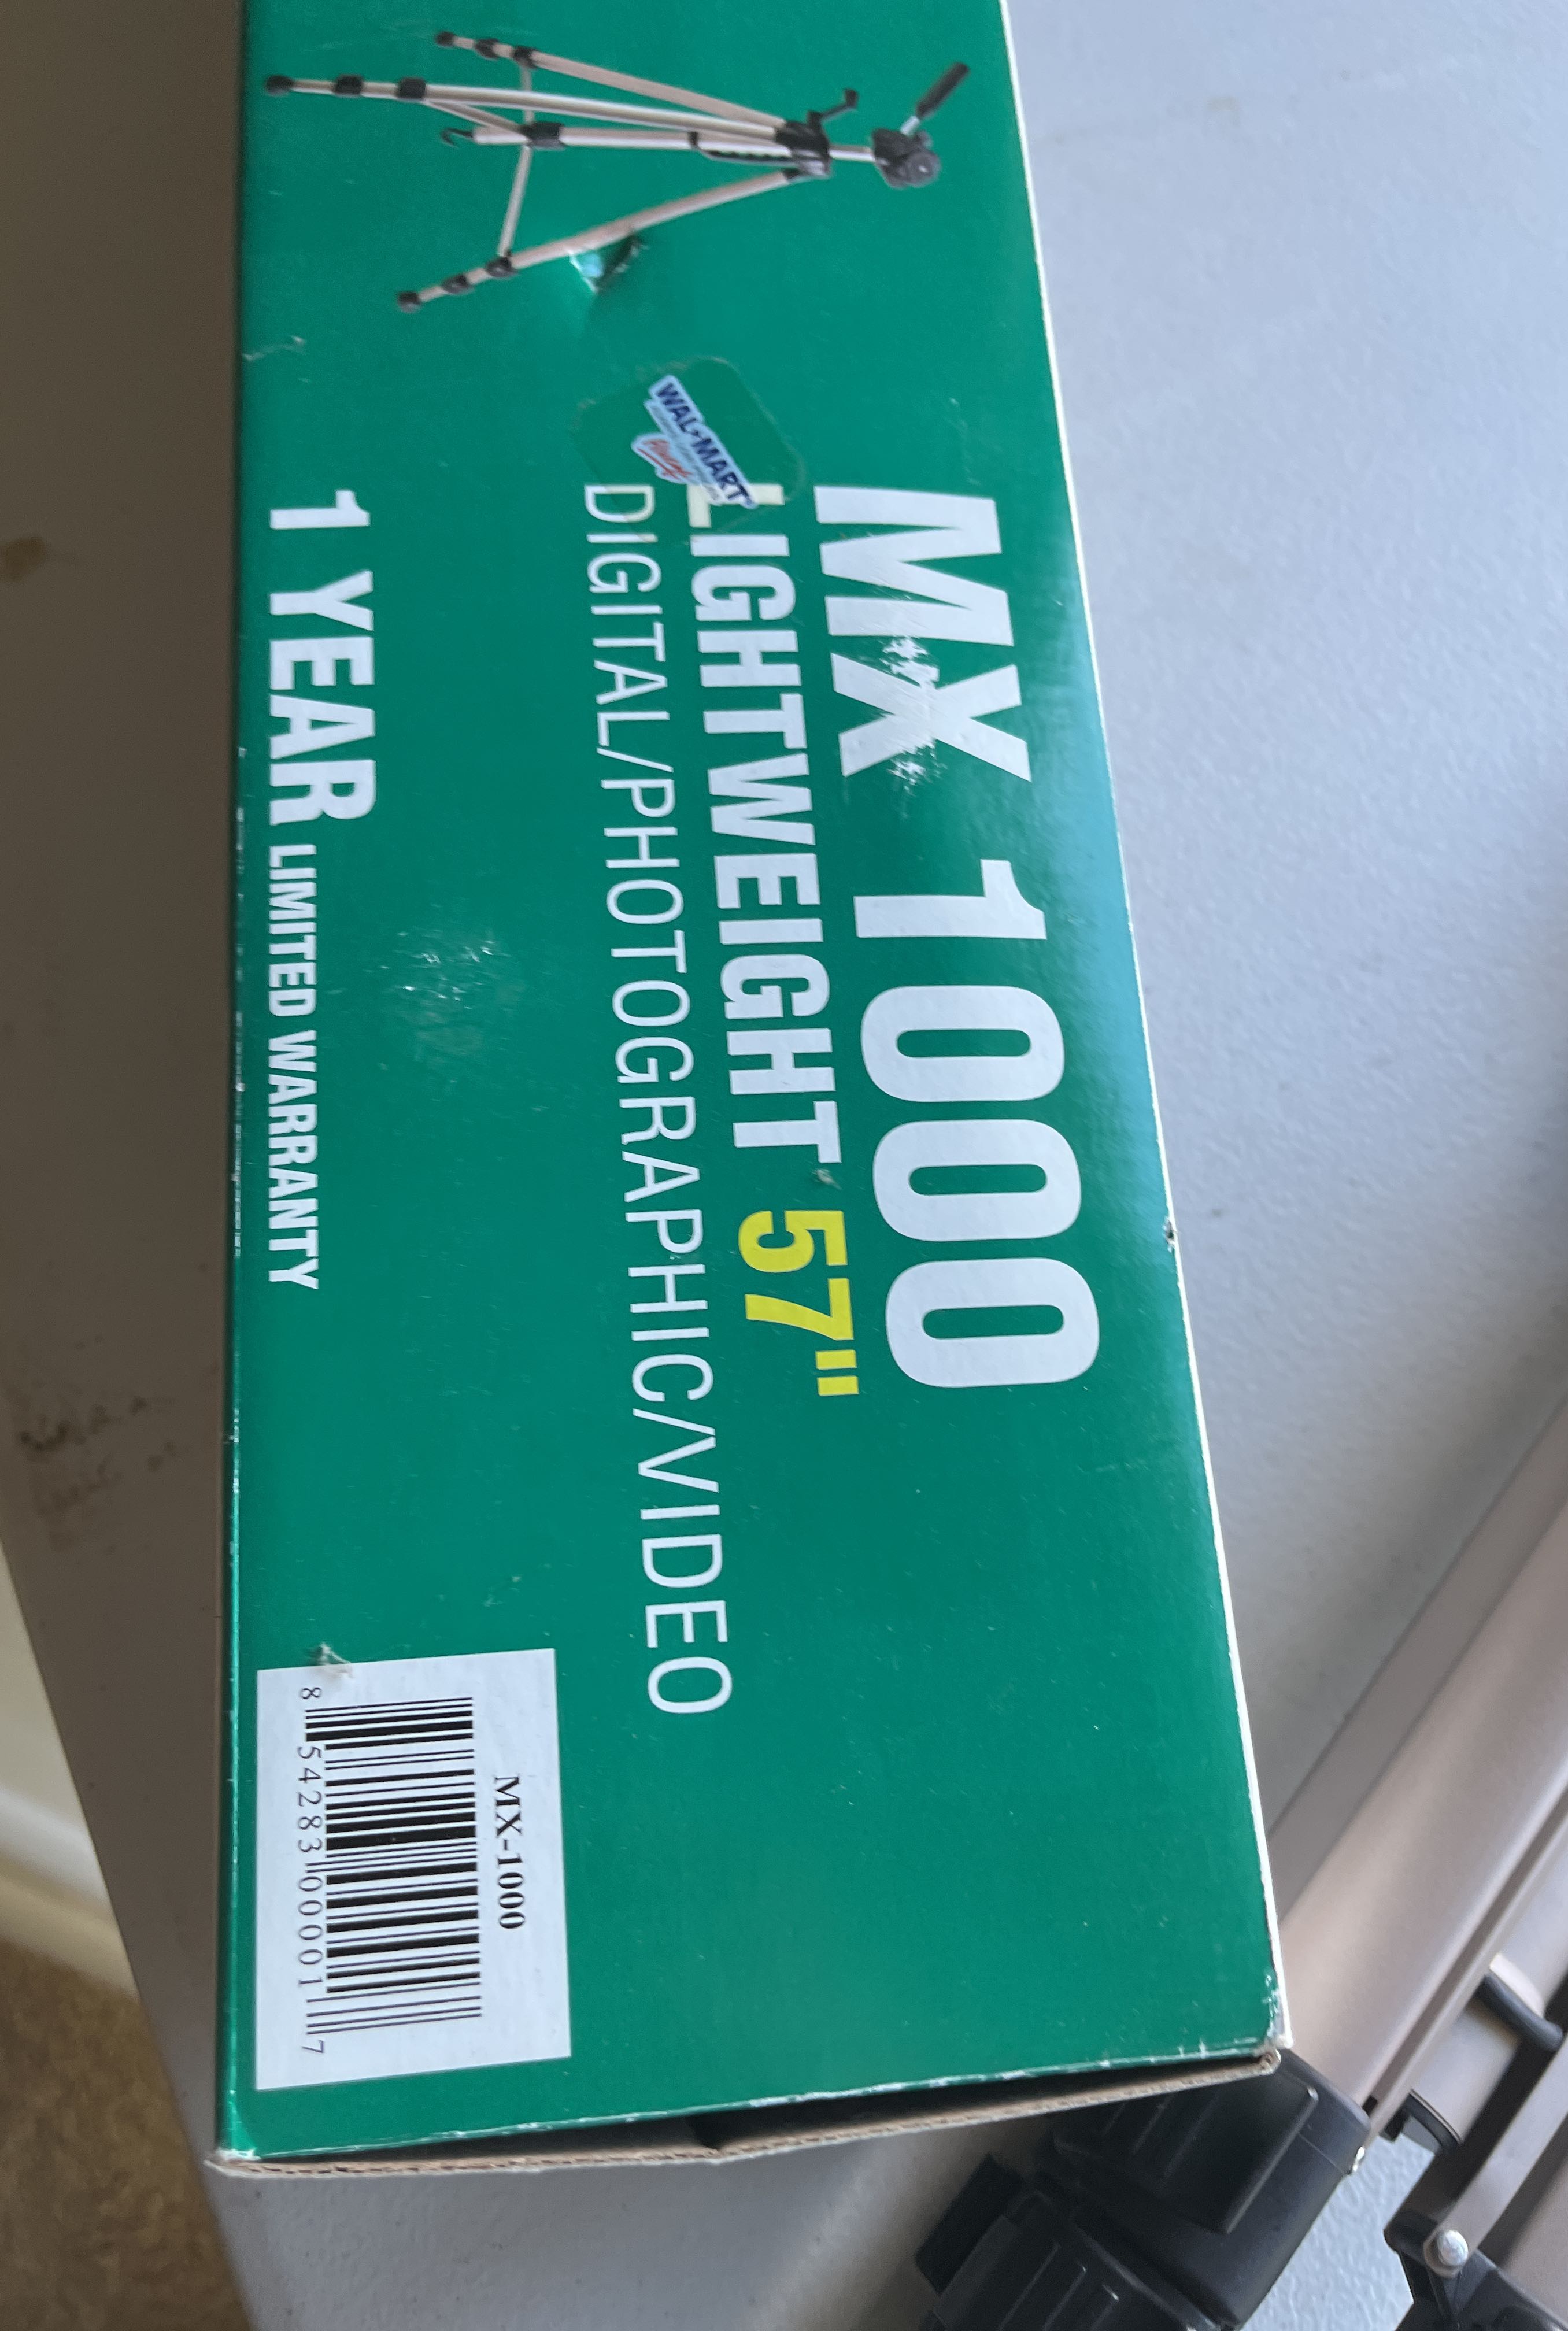 WAL★MART
Always
MX 1000
LIGHTWEIGHT 57"
DIGITAL/PHOTOGRAPHIC/VIDEO
1 YEAR LIMITED WARRANTY
MX-1000
8 54283 00001 7